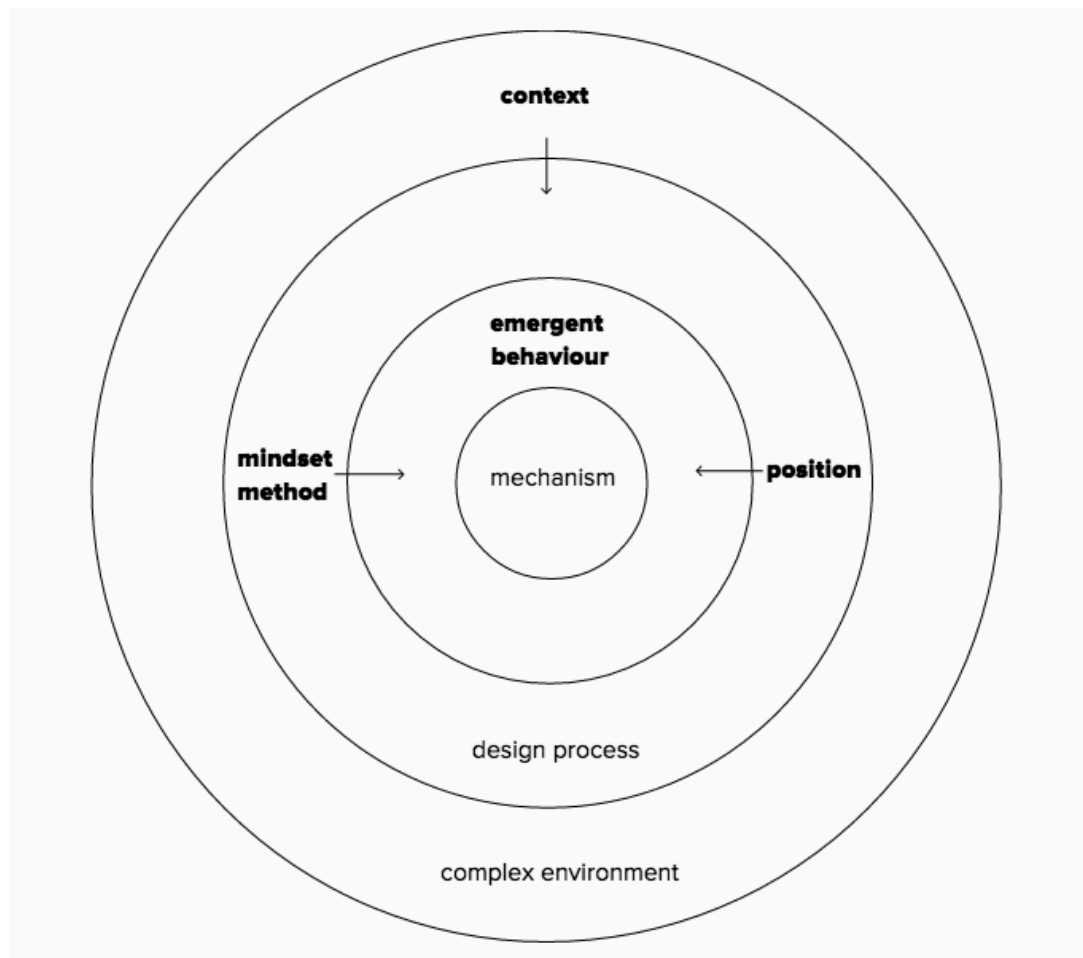 context
emergent
behaviour
mindset
method
mechanism
position
design process
complex environment